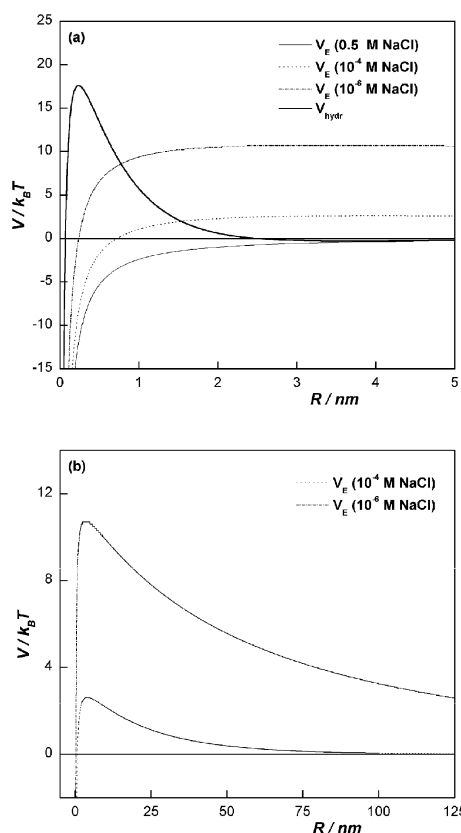 (a)
V_E (0.5 M NaCl)
V_E (10^-4 M NaCl)
V_E (10^-6 M NaCl)
V_hydr
25
20
15
10
5
0
-5
-10
-15
V / k_BT
0 1 2 3 4 5
R / nm
(b)
V_E (10^-4 M NaCl)
V_E (10^-6 M NaCl)
12
8
4
0
V / k_BT
0 25 50 75 100 125
R / nm